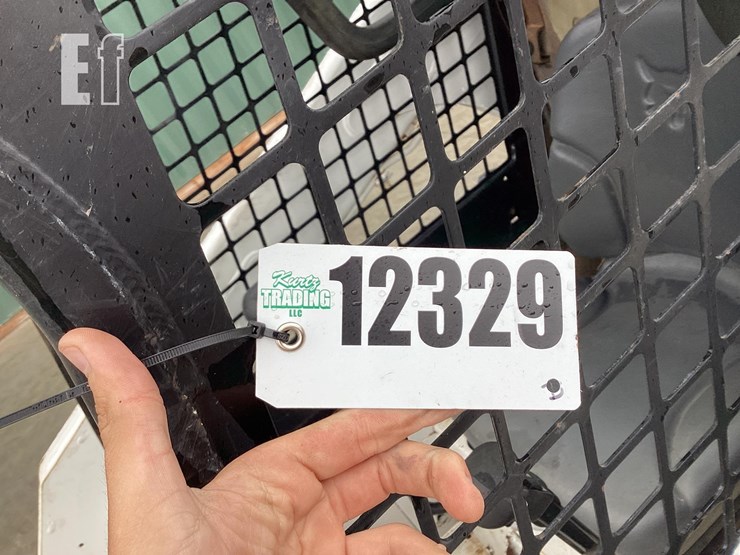 Ef
Kurtz
TRADING
LLC
12329